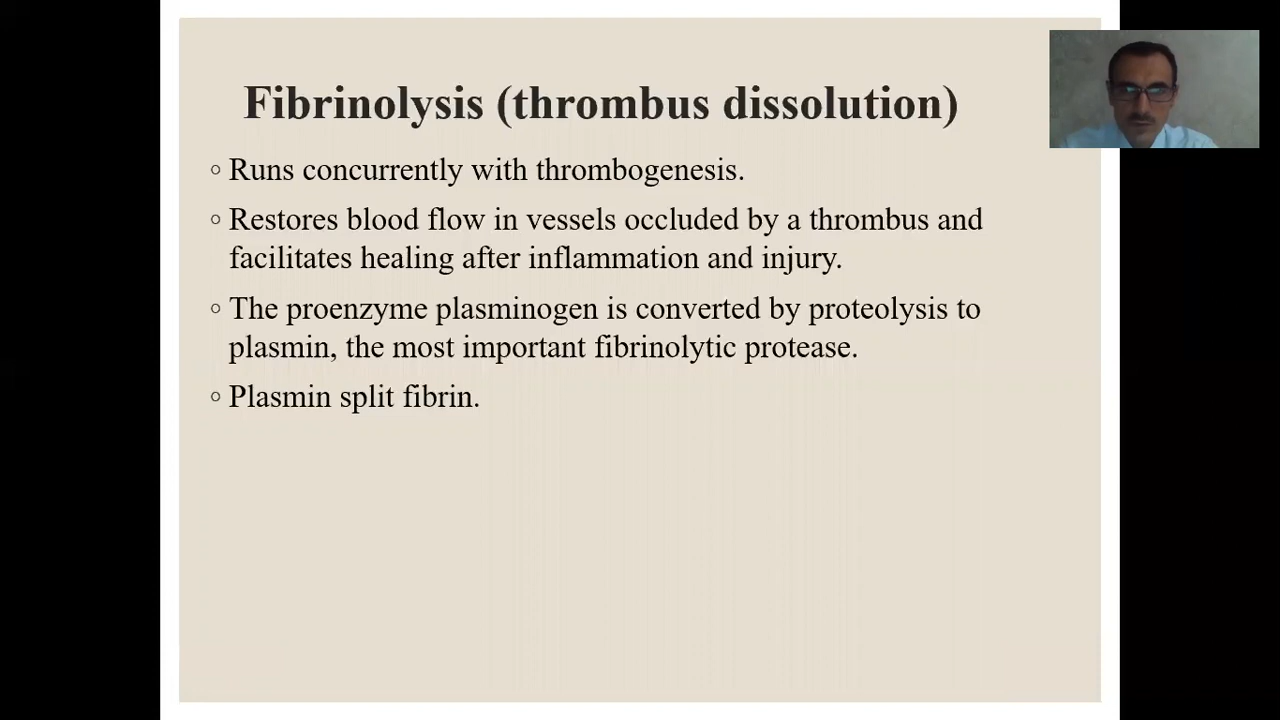 Fibrinolysis (thrombus dissolution)
◦ Runs concurrently with thrombogenesis.
◦ Restores blood flow in vessels occluded by a thrombus and
facilitates healing after inflammation and injury.
◦ The proenzyme plasminogen is converted by proteolysis to
plasmin, the most important fibrinolytic protease.
◦ Plasmin split fibrin.